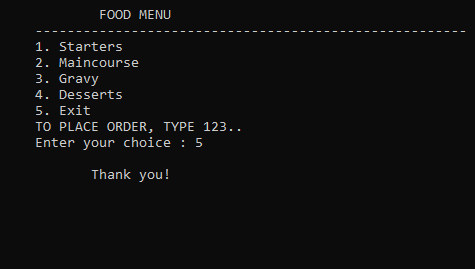 FOOD MENU
------------------------------------------------------
1. Starters
2. Maincourse
3. Gravy
4. Desserts
5. Exit
TO PLACE ORDER, TYPE 123..
Enter your choice : 5
Thank you!